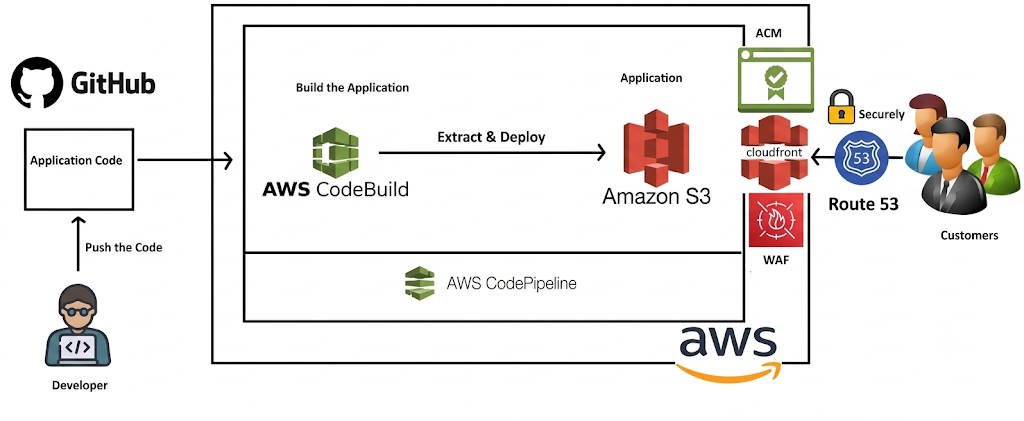 ACM
GitHub
Application
Build the Application
Securely
Extract & Deploy
cloudfront
53
Application Code
AWS CodeBuild
Amazon S3
Route 53
Customers
Push the Code
WAF
AWS CodePipeline
</>
aws
Developer